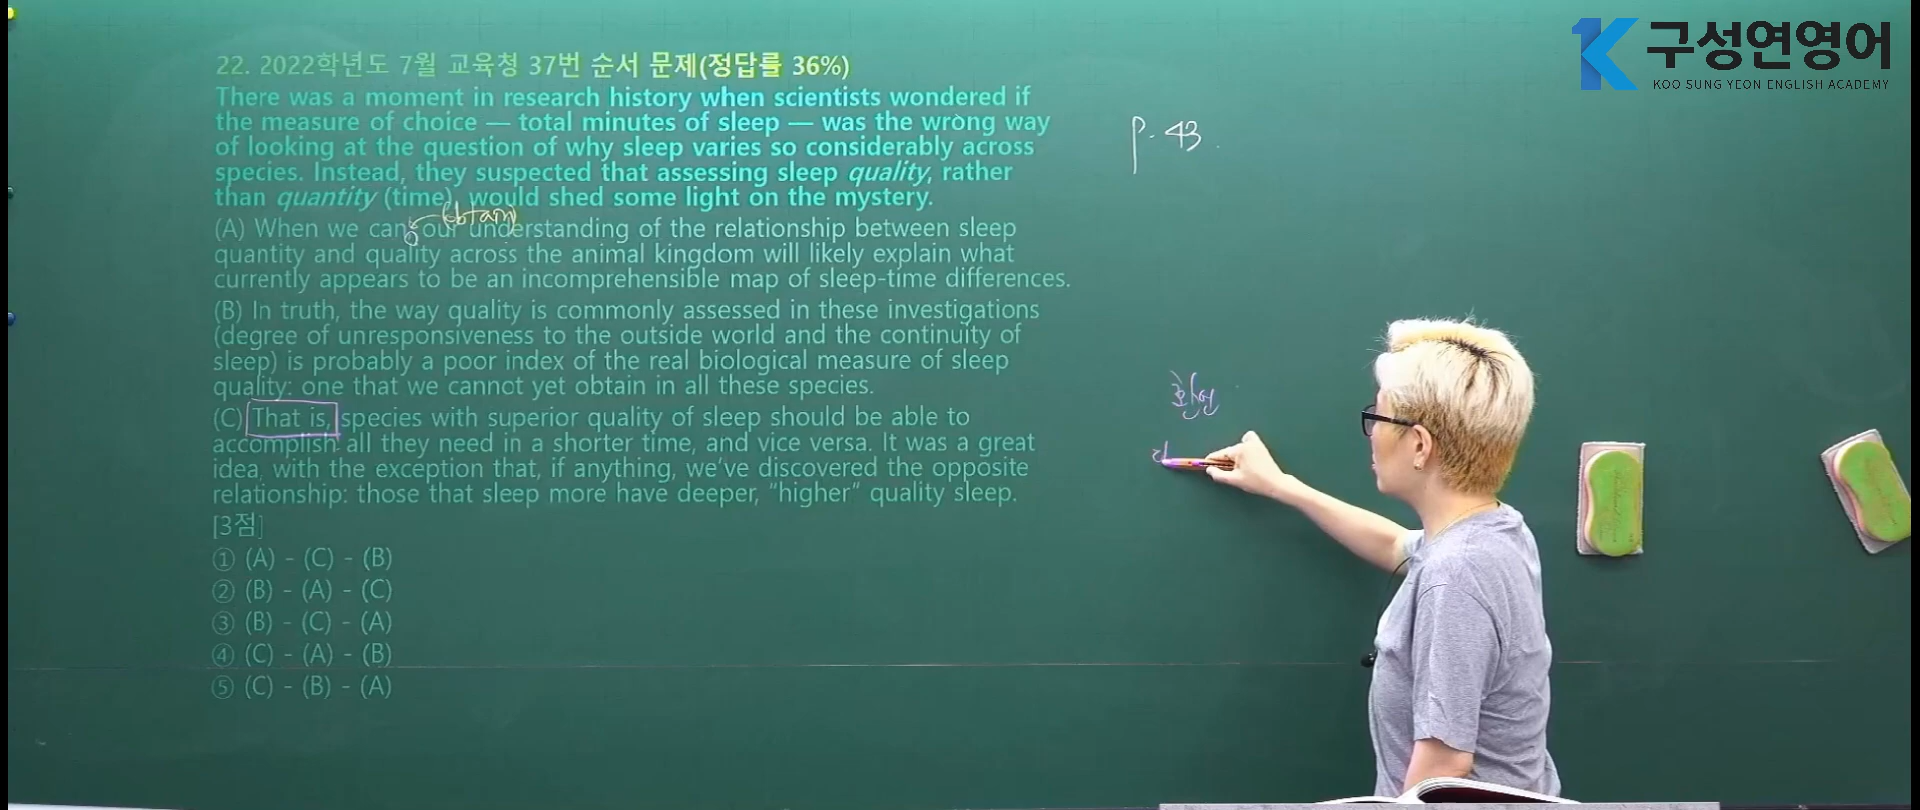 구성연영어
KOO SUNG YEON ENGLISH ACADEMY
22. 2022학년도 7월 교육청 37번 순서 문제(정답률 36%)
There was a moment in research history when scientists wondered if
the measure of choice — total minutes of sleep — was the wrong way
of looking at the question of why sleep varies so considerably across
species. Instead, they suspected that assessing sleep quality, rather
than quantity (time), would shed some light on the mystery.
(obtain)
(A) When we can, our understanding of the relationship between sleep
quantity and quality across the animal kingdom will likely explain what
currently appears to be an incomprehensible map of sleep-time differences.
(B) In truth, the way quality is commonly assessed in these investigations
(degree of unresponsiveness to the outside world and the continuity of
sleep) is probably a poor index of the real biological measure of sleep
quality: one that we cannot yet obtain in all these species.
(C) That is, species with superior quality of sleep should be able to
accomplish all they need in a shorter time, and vice versa. It was a great
idea, with the exception that, if anything, we’ve discovered the opposite
relationship: those that sleep more have deeper, “higher” quality sleep.
[3점]
① (A) - (C) - (B)
② (B) - (A) - (C)
③ (B) - (C) - (A)
④ (C) - (A) - (B)
⑤ (C) - (B) - (A)
p. 43
환언